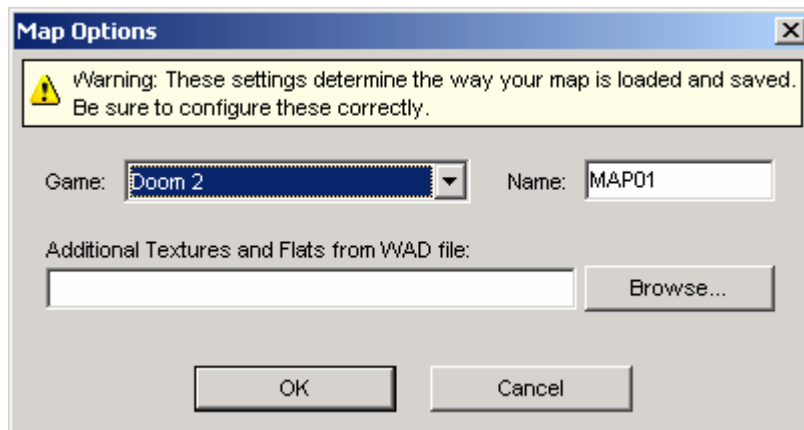 Map Options
Warning: These settings determine the way your map is loaded and saved.
Be sure to configure these correctly.
Game: Doom 2 Name: MAP01
Additional Textures and Flats from WAD file:
Browse...
OK Cancel